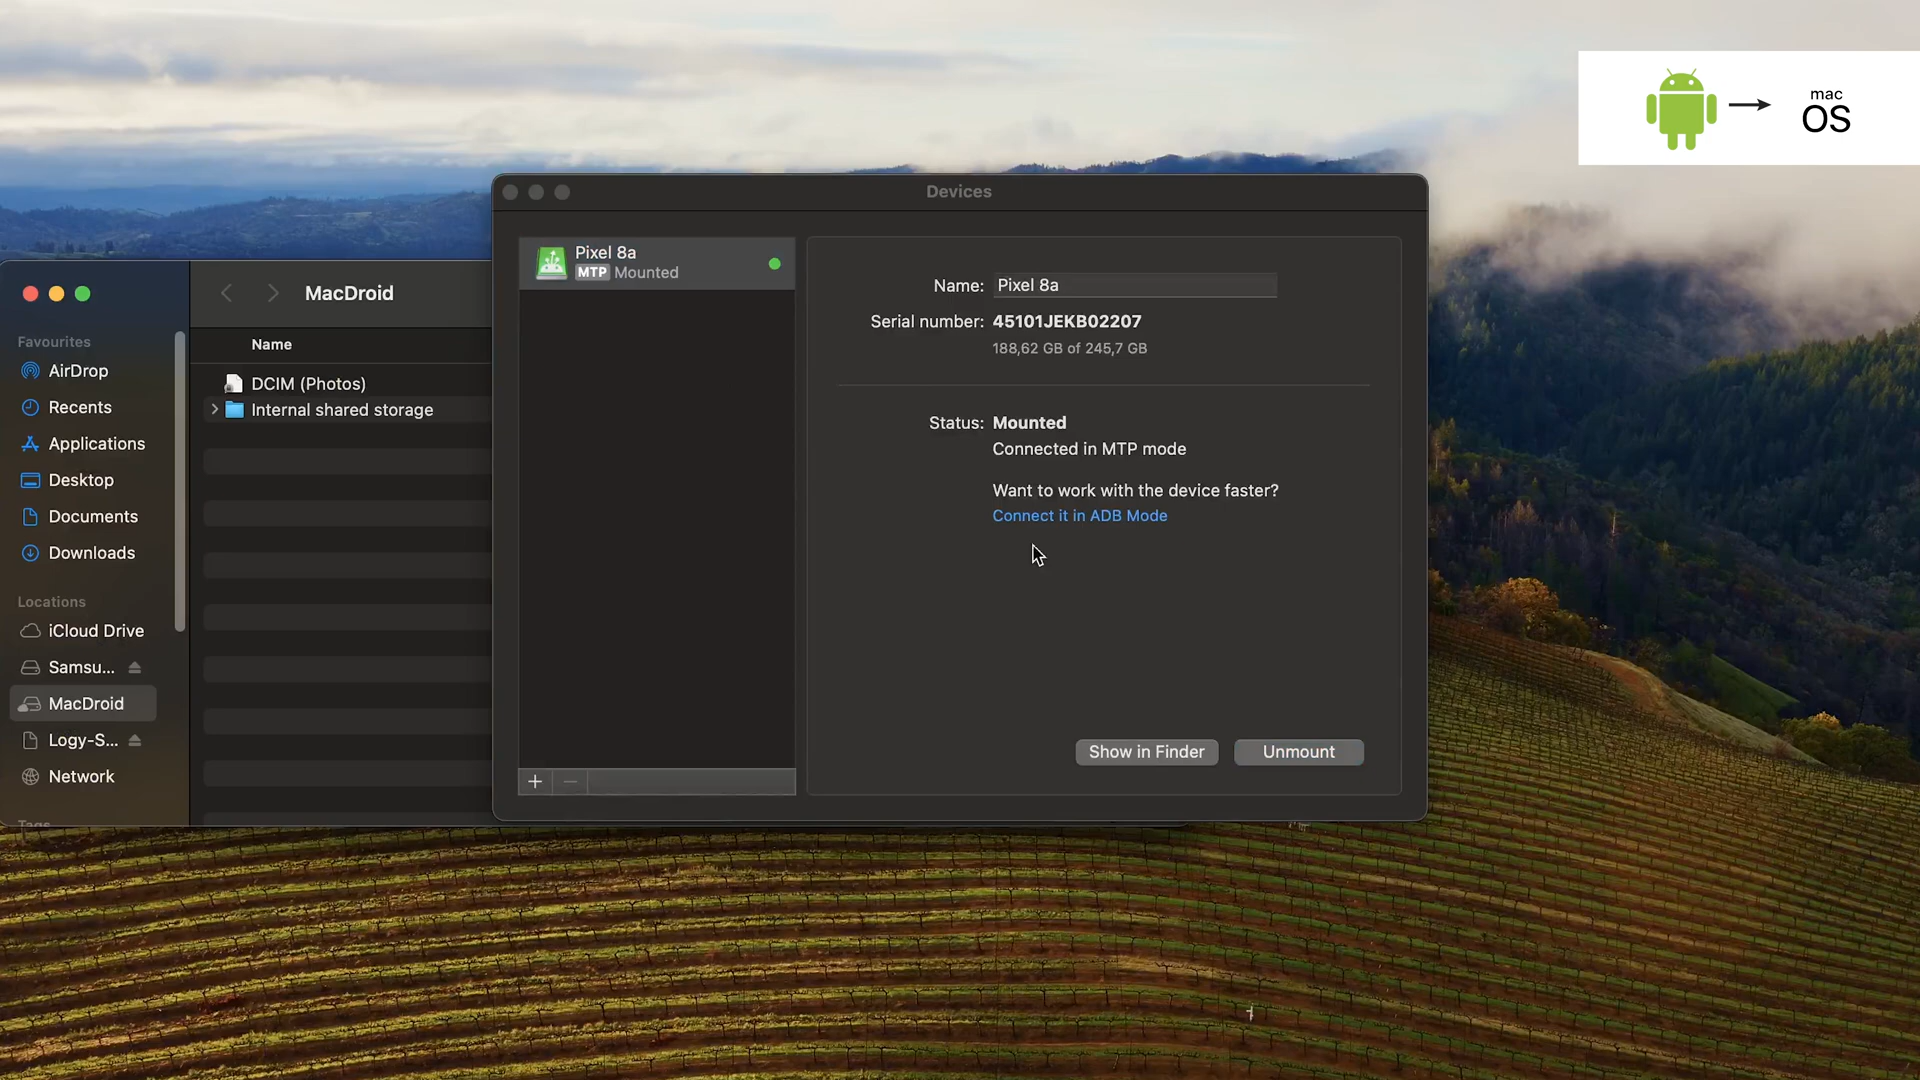 mac
OS
Devices
Pixel 8a
MTP Mounted
Name: Pixel 8a
Serial number: 45101JEKB02207
188,62 GB of 245,7 GB
Status: Mounted
Connected in MTP mode
Want to work with the device faster?
Connect it in ADB Mode
Show in Finder
Unmount
+
−
MacDroid
Name
DCIM (Photos)
Internal shared storage
Favourites
AirDrop
Recents
Applications
Desktop
Documents
Downloads
Locations
iCloud Drive
Samsu...
MacDroid
Logy-S...
Network
Tags